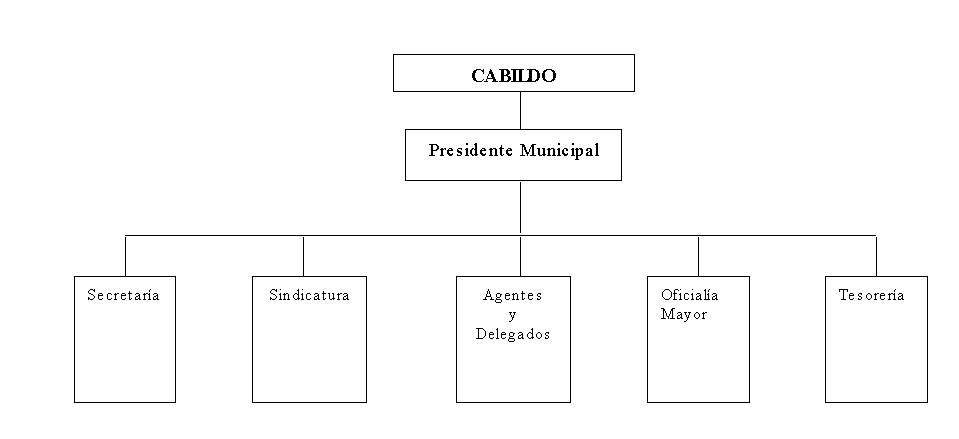 CABILDO
Presidente Municipal
Secretaría
Sindicatura
Agentes
y
Delegados
Oficialía
Mayor
Tesorería